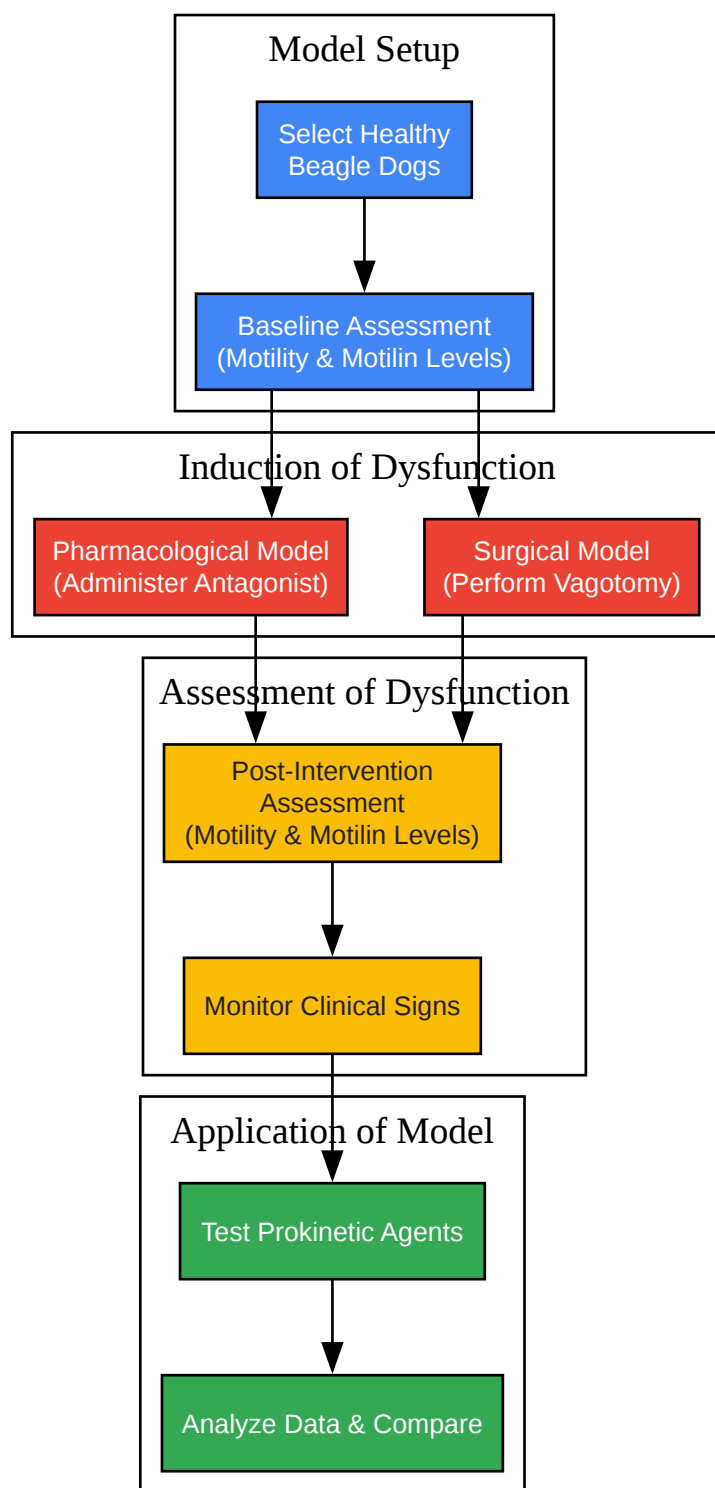 Model Setup
Select Healthy
Beagle Dogs
Baseline Assessment
(Motility & Motilin Levels)
Induction of Dysfunction
Pharmacological Model
(Administer Antagonist)
Surgical Model
(Perform Vagotomy)
Assessment of Dysfunction
Post-Intervention
Assessment
(Motility & Motilin Levels)
Monitor Clinical Signs
Application of Model
Test Prokinetic Agents
Analyze Data & Compare